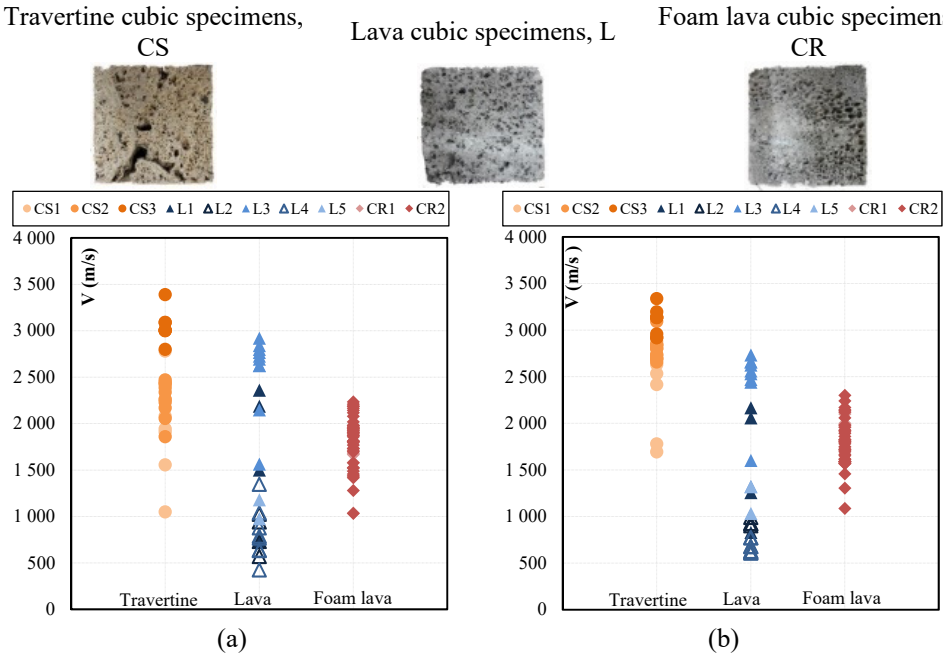 Travertine cubic specimens,
CS
Lava cubic specimens, L
Foam lava cubic specimen
CR
CS1 CS2 CS3 L1 L2 L3 L4 L5 CR1 CR2
4 000
3 500
3 000
2 500
2 000
1 500
1 000
500
0
V (m/s)
Travertine Lava Foam lava
(a)
CS1 CS2 CS3 L1 L2 L3 L4 L5 CR1 CR2
4 000
3 500
3 000
2 500
2 000
1 500
1 000
500
0
V (m/s)
Travertine Lava Foam lava
(b)